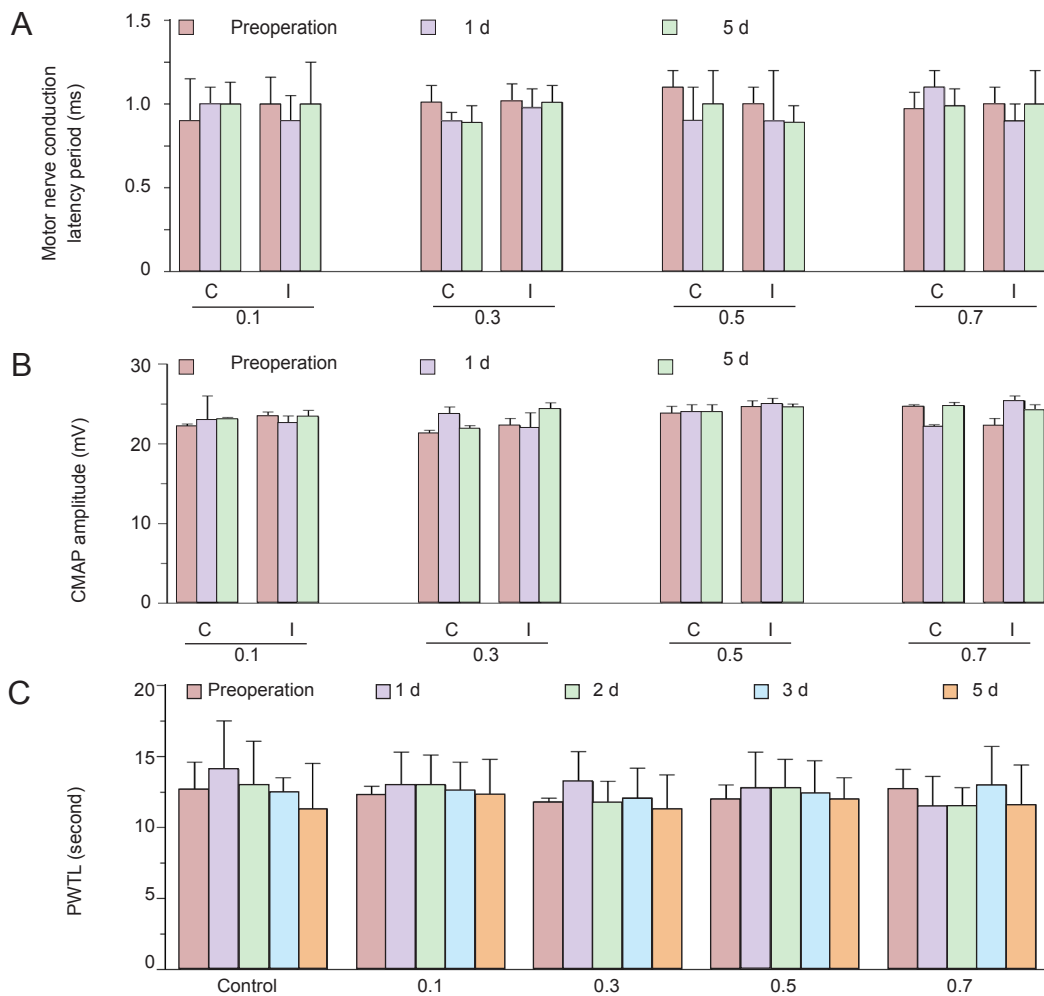 A
Preoperation 1 d 5 d
Motor nerve conduction
latency period (ms)
1.5
1.0
0.5
0
C I C I C I C I
0.1 0.3 0.5 0.7
B
Preoperation 1 d 5 d
CMAP amplitude (mV)
30
20
10
0
C I C I C I C I
0.1 0.3 0.5 0.7
C
Preoperation 1 d 2 d 3 d 5 d
PWTL (second)
20
15
10
5
0
Control 0.1 0.3 0.5 0.7